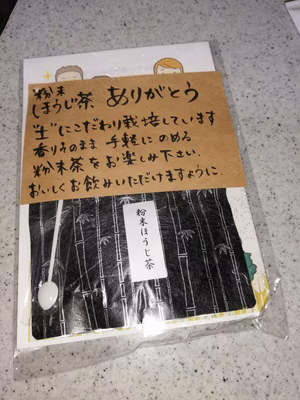 粉末
ほうじ茶 ありがとう
"土"にこだわり栽培しています
香りそのまま 手軽に のめる
粉末茶を お楽しみ下さい.
おいしくお飲みいただけますように.
粉末ほうじ茶